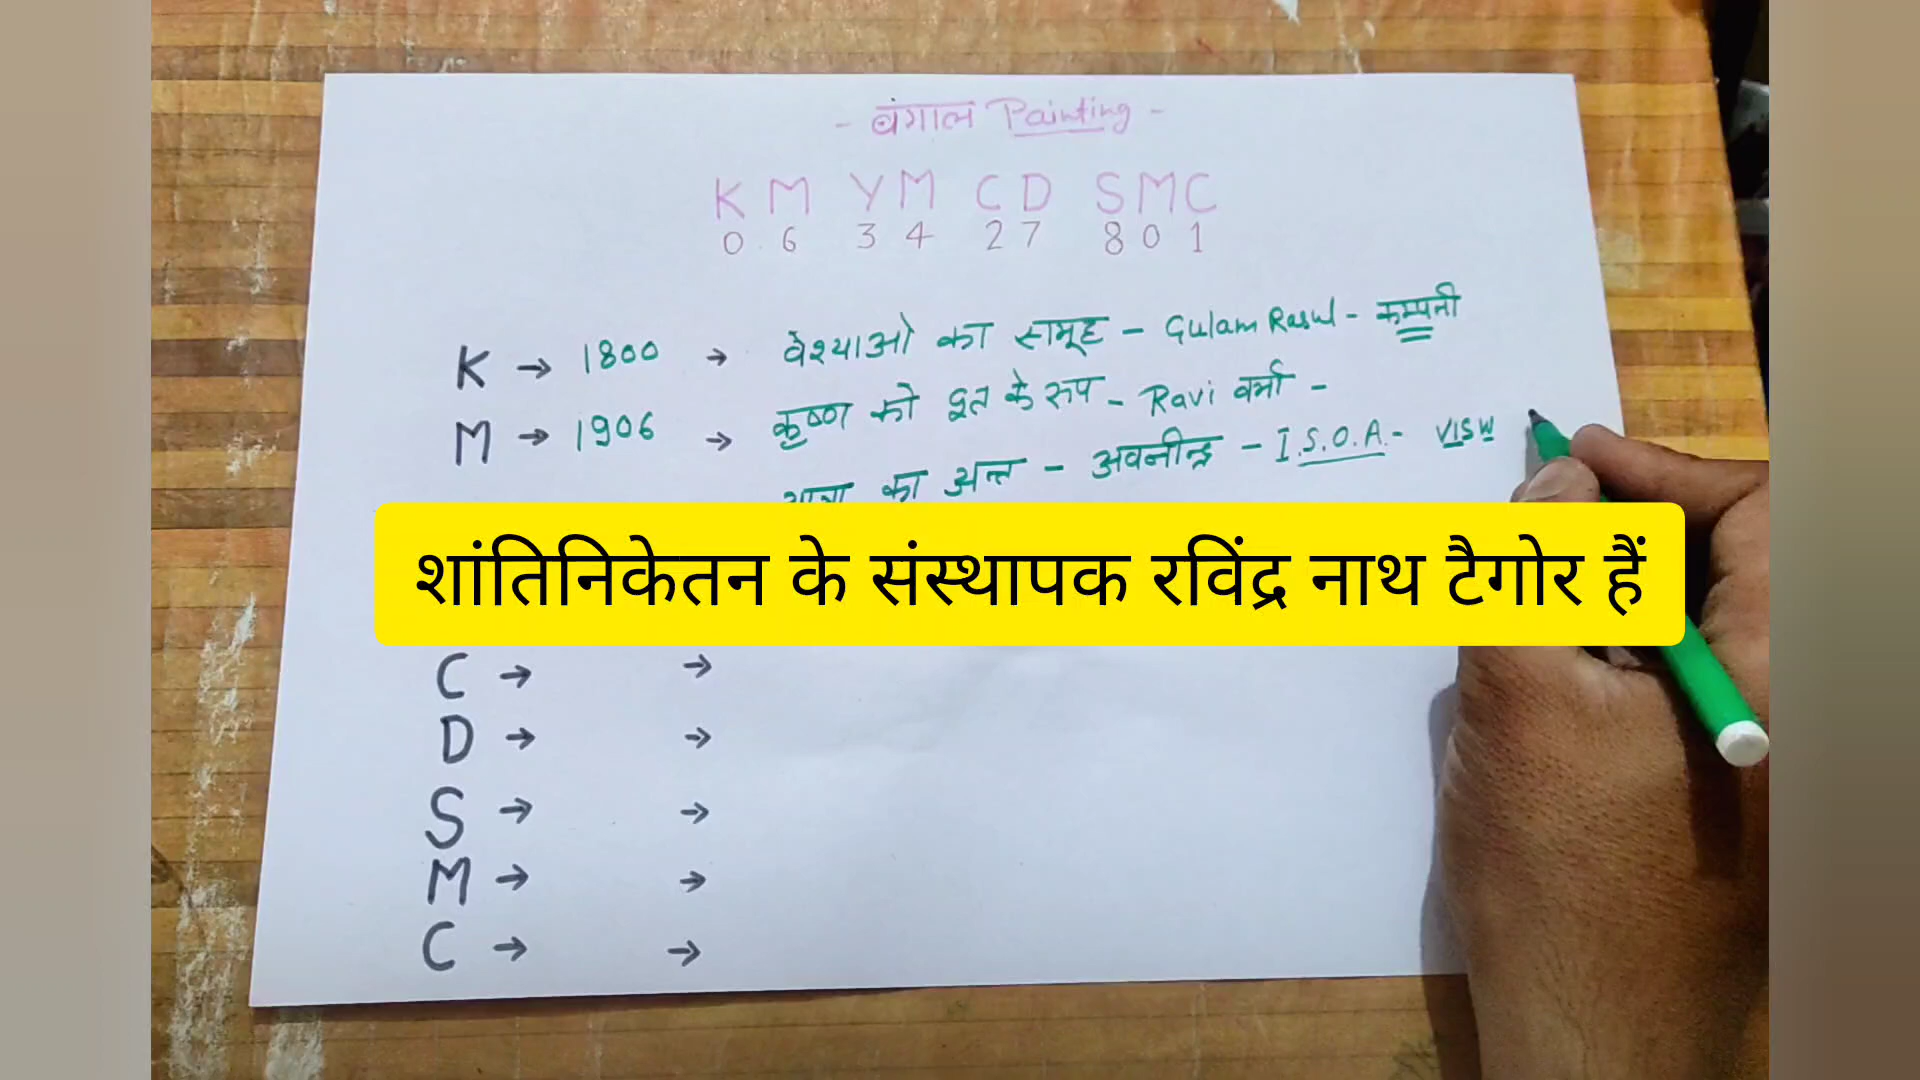 - बंगाल Painting -
K M Y M C D S M C
0 . 6 3 4 2 7 8 0 1
K → 1800 → वेश्याओ का समूह - Gulam Rasul - कम्पनी
M → 1906 → कृष्ण को दूत के रुप - Ravi वर्मा -
यात्रा का अन्त - अवनीन्द्र - I.S.O.A. - VISW
शांतिनिकेतन के संस्थापक रविंद्र नाथ टैगोर हैं
C → →
D → →
S → →
M → →
C → →